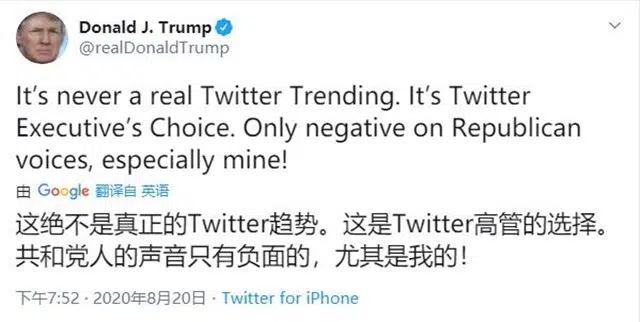 Donald J. Trump
@realDonaldTrump
It's never a real Twitter Trending. It's Twitter
Executive's Choice. Only negative on Republican
voices, especially mine!
由 Google 翻译自 英语
这绝不是真正的Twitter趋势。这是Twitter高管的选择。
共和党人的声音只有负面的，尤其是我的！
下午7:52 · 2020年8月20日 · Twitter for iPhone